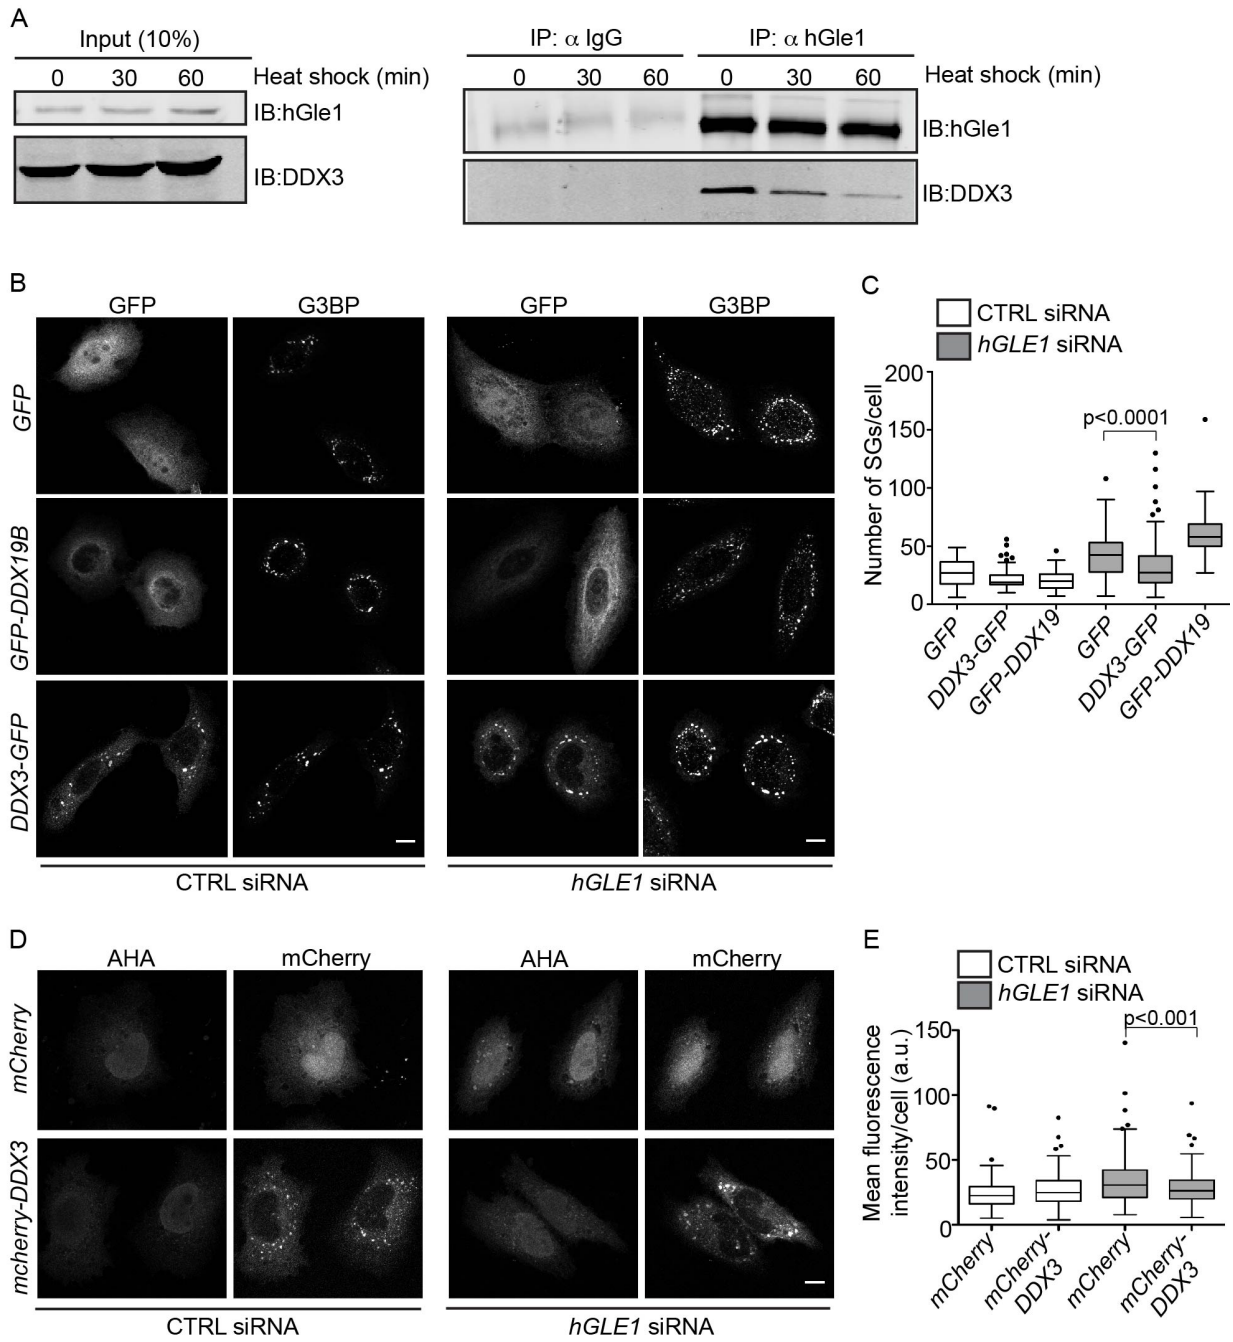 A
Input (10%)
0 30 60 Heat shock (min)
IB:hGle1
IB:DDX3
IP: α IgG IP: α hGle1
0 30 60 0 30 60 Heat shock (min)
IB:hGle1
IB:DDX3
B
GFP G3BP GFP G3BP
GFP
GFP-DDX19B
DDX3-GFP
CTRL siRNA hGLE1 siRNA
C
CTRL siRNA
hGLE1 siRNA
Number of SGs/cell
200
150
100
50
0
p<0.0001
GFP DDX3-GFP GFP-DDX19 GFP DDX3-GFP GFP-DDX19
D
AHA mCherry AHA mCherry
mCherry
mcherry-DDX3
CTRL siRNA hGLE1 siRNA
E
CTRL siRNA
hGLE1 siRNA
Mean fluorescence
intensity/cell (a.u.)
150
100
50
0
p<0.001
mCherry
mCherry-
DDX3
mCherry
mCherry-
DDX3